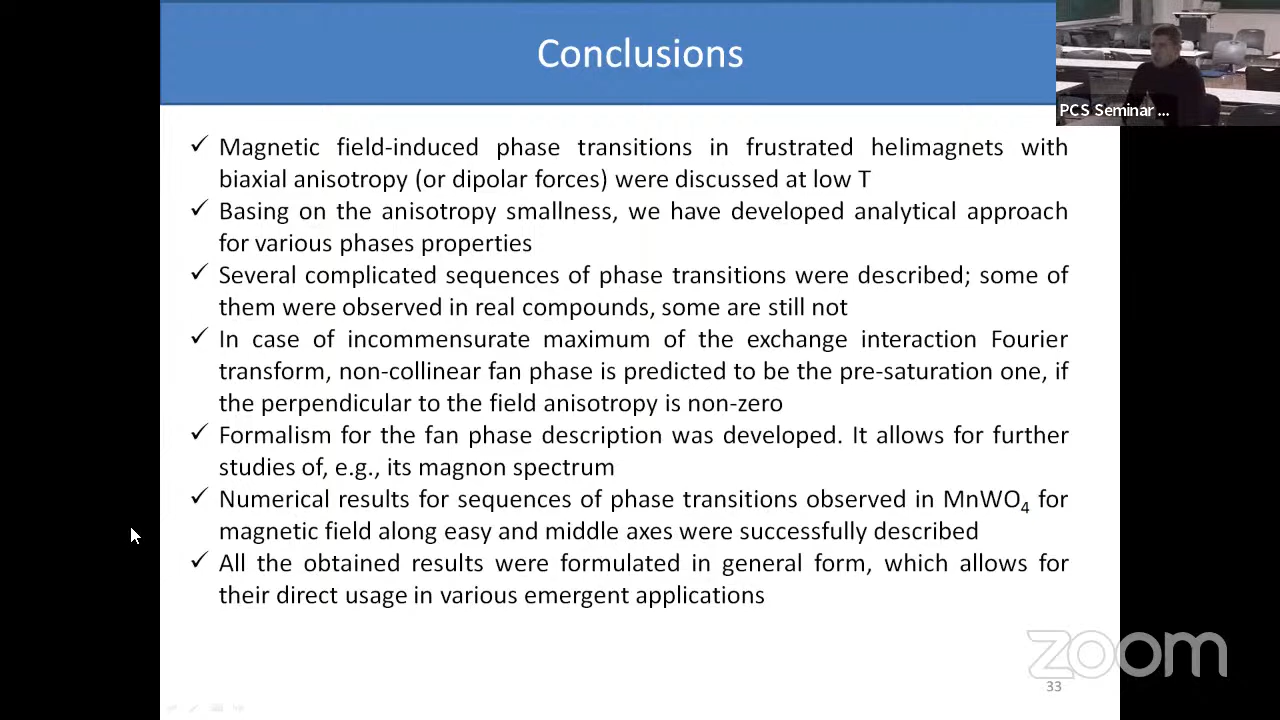 Conclusions
PCS Seminar ...
✓ Magnetic field-induced phase transitions in frustrated helimagnets with
biaxial anisotropy (or dipolar forces) were discussed at low T
✓ Basing on the anisotropy smallness, we have developed analytical approach
for various phases properties
✓ Several complicated sequences of phase transitions were described; some of
them were observed in real compounds, some are still not
✓ In case of incommensurate maximum of the exchange interaction Fourier
transform, non-collinear fan phase is predicted to be the pre-saturation one, if
the perpendicular to the field anisotropy is non-zero
✓ Formalism for the fan phase description was developed. It allows for further
studies of, e.g., its magnon spectrum
✓ Numerical results for sequences of phase transitions observed in MnWO₄ for
magnetic field along easy and middle axes were successfully described
✓ All the obtained results were formulated in general form, which allows for
their direct usage in various emergent applications
zoom
33